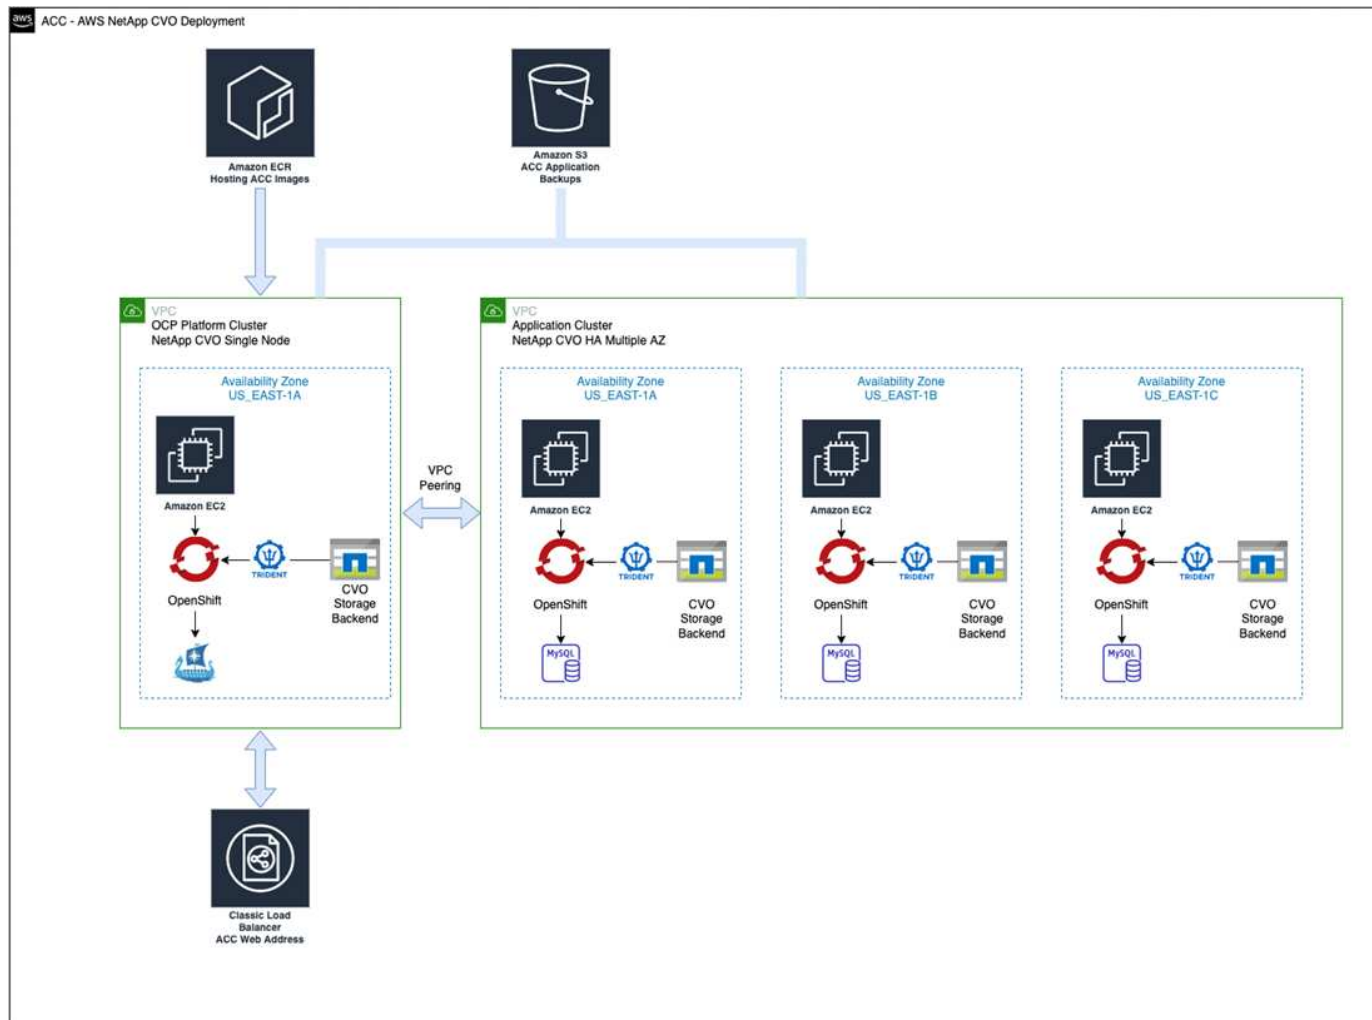 aws
ACC - AWS NetApp CVO Deployment
Amazon ECR
Hosting ACC Images
Amazon S3
ACC Application
Backups
VPC
OCP Platform Cluster
NetApp CVO Single Node
Availability Zone
US_EAST-1A
Amazon EC2
TRIDENT
OpenShift
CVO
Storage
Backend
VPC
Peering
VPC
Application Cluster
NetApp CVO HA Multiple AZ
Availability Zone
US_EAST-1A
Amazon EC2
TRIDENT
OpenShift
CVO
Storage
Backend
MySQL
Availability Zone
US_EAST-1B
Amazon EC2
TRIDENT
OpenShift
CVO
Storage
Backend
MySQL
Availability Zone
US_EAST-1C
Amazon EC2
TRIDENT
OpenShift
CVO
Storage
Backend
MySQL
Classic Load
Balancer
ACC Web Address